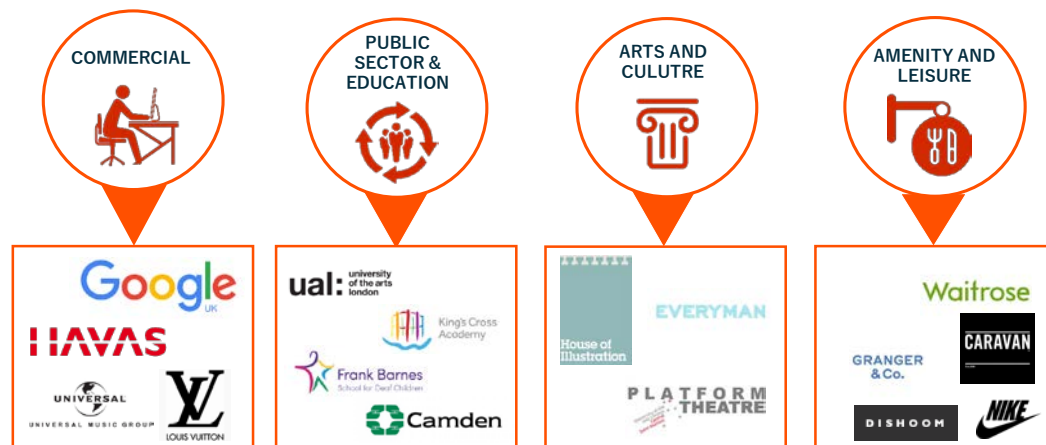 COMMERCIAL
PUBLIC
SECTOR &
EDUCATION
ARTS AND
CULUTRE
AMENITY AND
LEISURE
Google
UK
HAVAS
UNIVERSAL
UNIVERSAL MUSIC GROUP
LV
LOUIS VUITTON
ual: university
of the arts
london
King's Cross
Academy
Frank Barnes
School for Deaf Children
Camden
House of
Illustration
EVERYMAN
PLATFORM
THEATRE
Waitrose
CARAVAN
GRANGER
& Co.
DISHOOM
NIKE